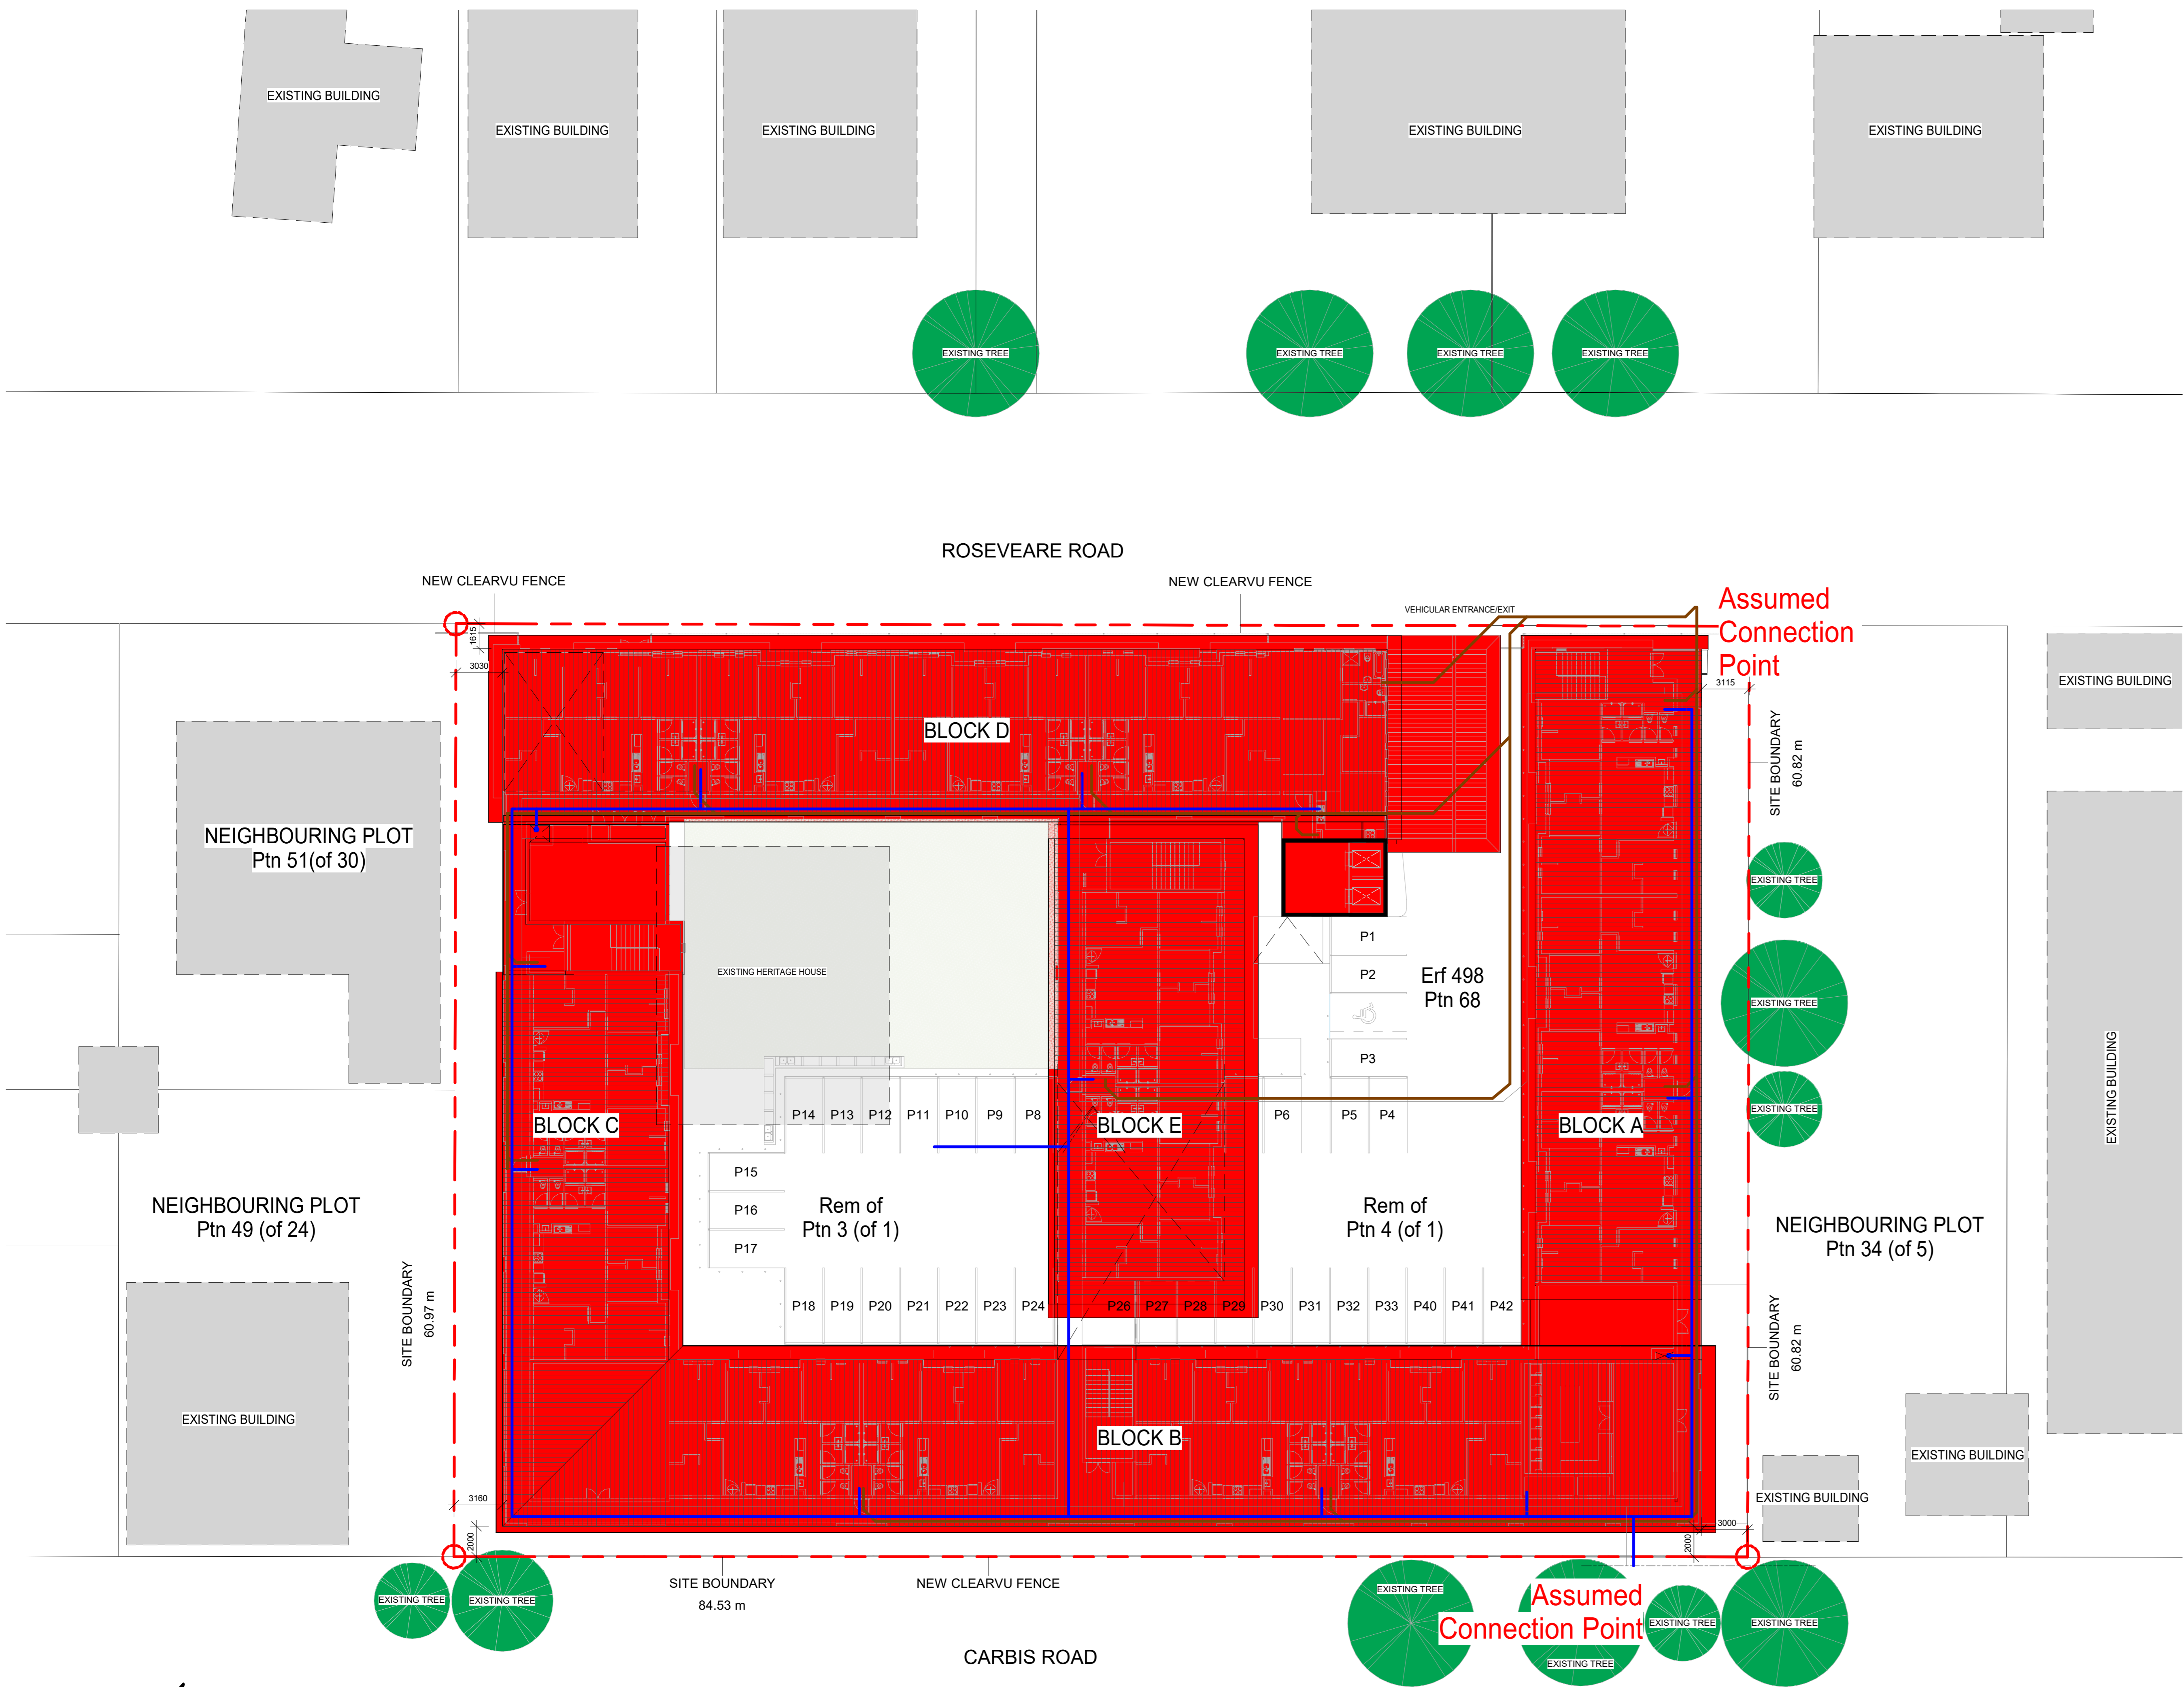 EXISTING BUILDING
EXISTING BUILDING
EXISTING BUILDING
EXISTING BUILDING
EXISTING BUILDING
EXISTING TREE
EXISTING TREE
EXISTING TREE
EXISTING TREE
ROSEVEARE ROAD
NEW CLEARVU FENCE
NEW CLEARVU FENCE
VEHICULAR ENTRANCE/EXIT
Assumed
Connection
Point
1615
3030
3115
EXISTING BUILDING
BLOCK D
SITE BOUNDARY
60.82 m
NEIGHBOURING PLOT
Ptn 51(of 30)
EXISTING TREE
EXISTING HERITAGE HOUSE
P1
P2
P3
Erf 498
Ptn 68
EXISTING TREE
EXISTING BUILDING
EXISTING TREE
BLOCK C
P14
P13
P12
P11
P10
P9
P8
BLOCK E
P6
P5
P4
BLOCK A
P15
P16
P17
Rem of
Ptn 3 (of 1)
Rem of
Ptn 4 (of 1)
NEIGHBOURING PLOT
Ptn 49 (of 24)
NEIGHBOURING PLOT
Ptn 34 (of 5)
SITE BOUNDARY
60.97 m
P18
P19
P20
P21
P22
P23
P24
P26
P27
P28
P29
P30
P31
P32
P33
P40
P41
P42
SITE BOUNDARY
60.82 m
EXISTING BUILDING
BLOCK B
EXISTING BUILDING
EXISTING BUILDING
3160
2000
3000
2000
SITE BOUNDARY
84.53 m
NEW CLEARVU FENCE
EXISTING TREE
EXISTING TREE
EXISTING TREE
Assumed
Connection Point
EXISTING TREE
EXISTING TREE
EXISTING TREE
CARBIS ROAD